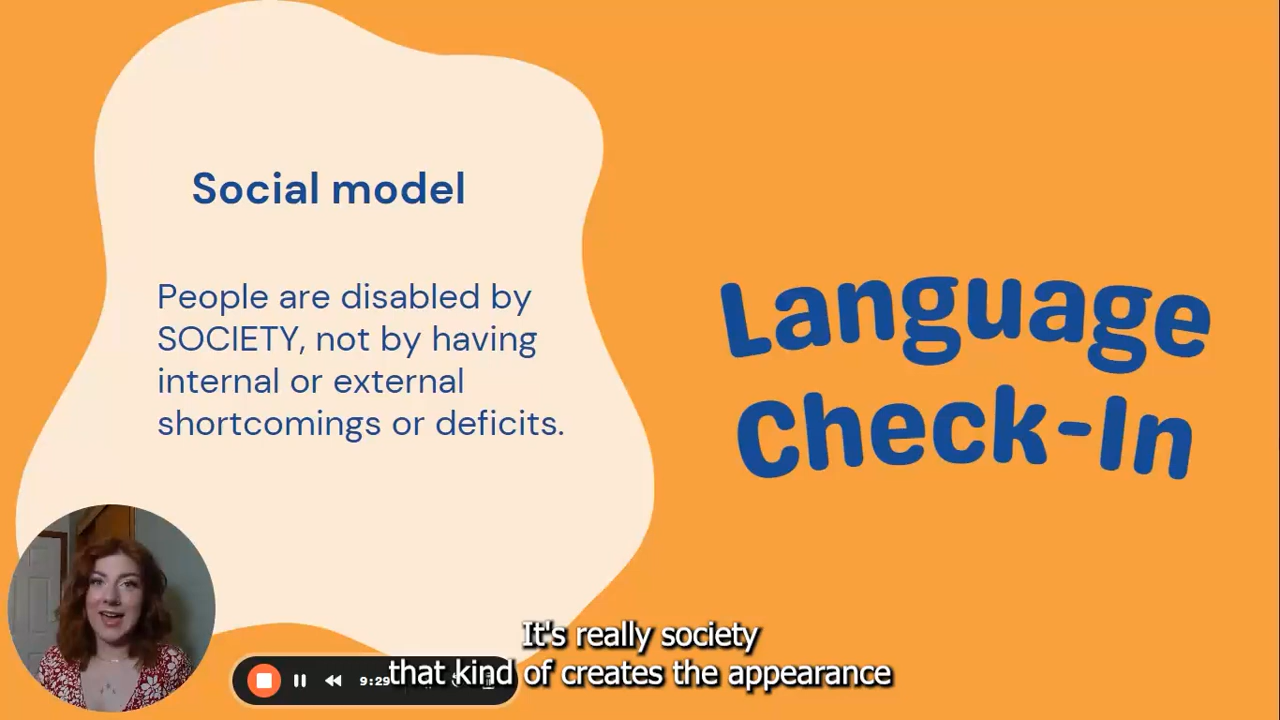 Social model
People are disabled by
SOCIETY, not by having
internal or external
shortcomings or deficits.
Language
Check-In
It's really society
that kind of creates the appearance
9:29